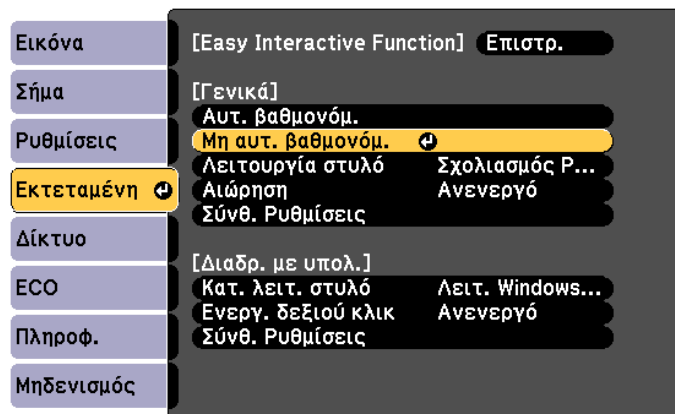 Εικόνα
Σήμα
Ρυθμίσεις
Εκτεταμένη
Δίκτυο
ECO
Πληροφ.
Μηδενισμός
[Easy Interactive Function] Επιστρ.
[Γενικά]
Αυτ. βαθμονόμ.
Μη αυτ. βαθμονόμ.
Λειτουργία στυλό Σχολιασμός P...
Αιώρηση Ανενεργό
Σύνθ. Ρυθμίσεις
[Διαδρ. με υπολ.]
Κατ. λειτ. στυλό Λειτ. Windows...
Ενεργ. δεξιού κλικ Ανενεργό
Σύνθ. Ρυθμίσεις